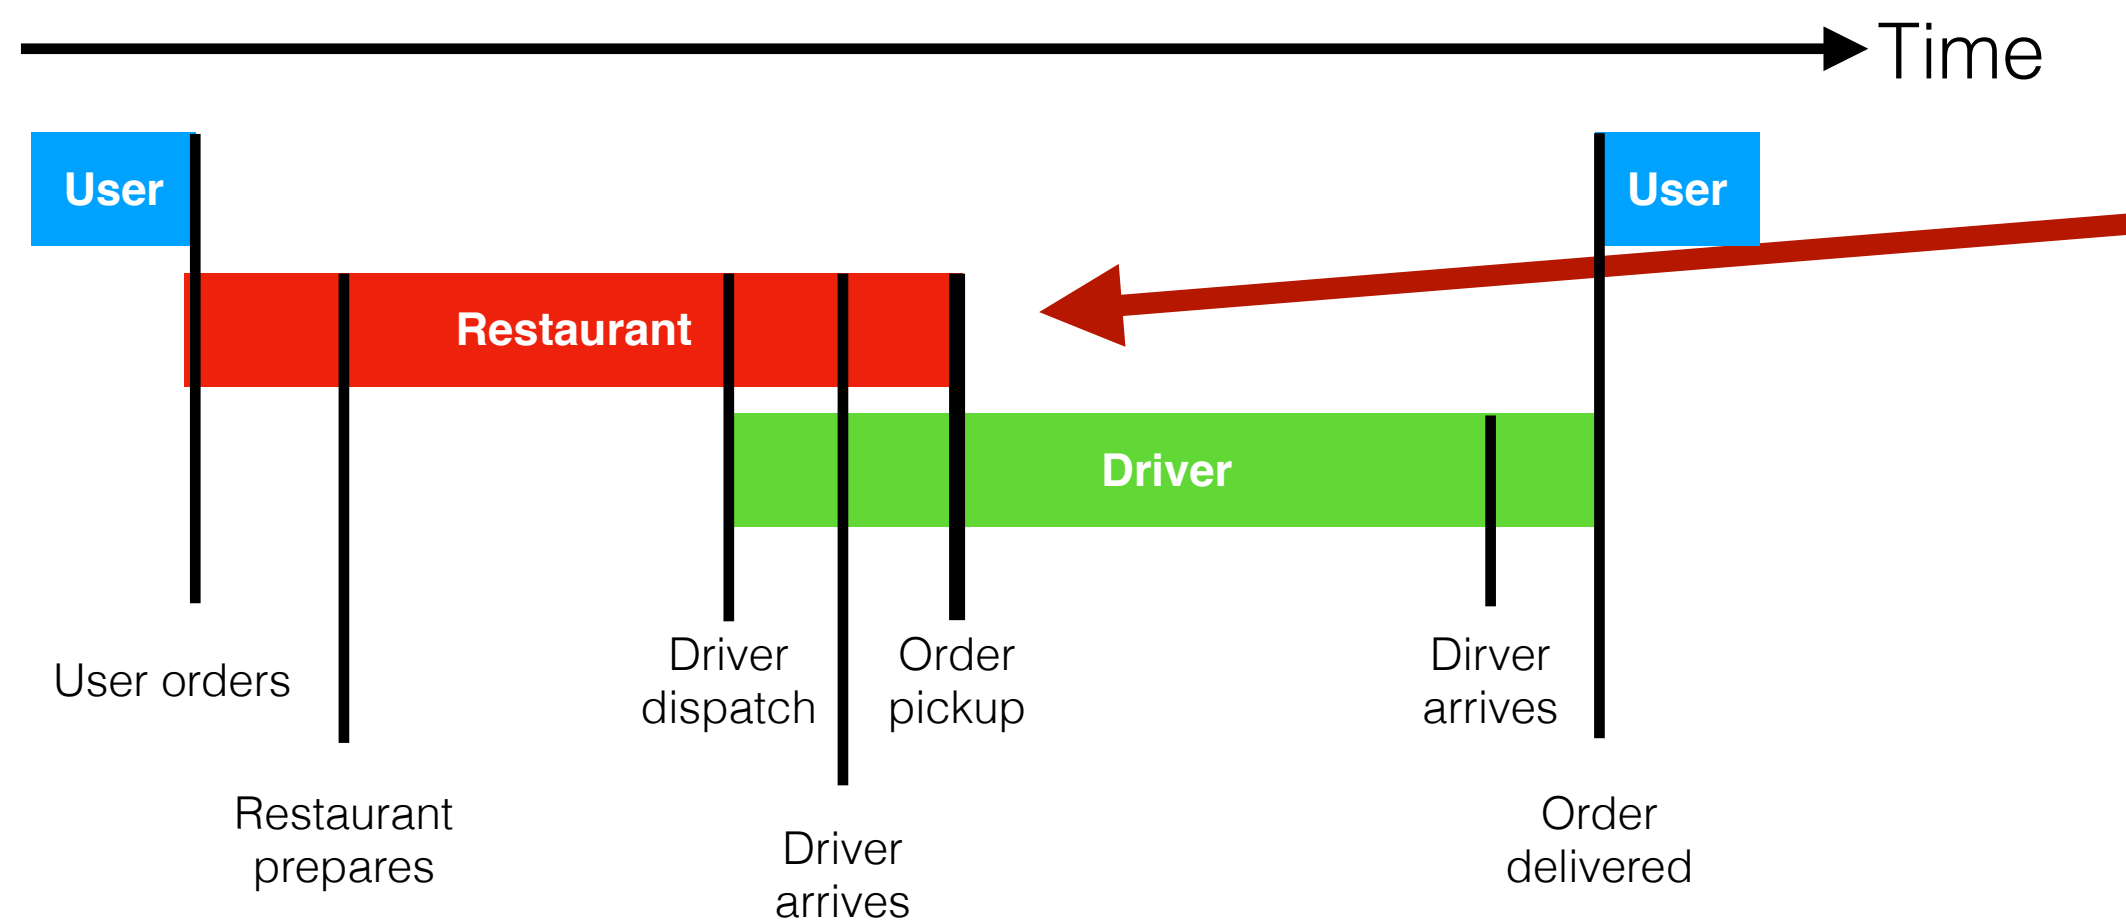 Time
User
User
Restaurant
Driver
User orders
Restaurant
prepares
Driver
dispatch
Driver
arrives
Order
pickup
Dirver
arrives
Order
delivered